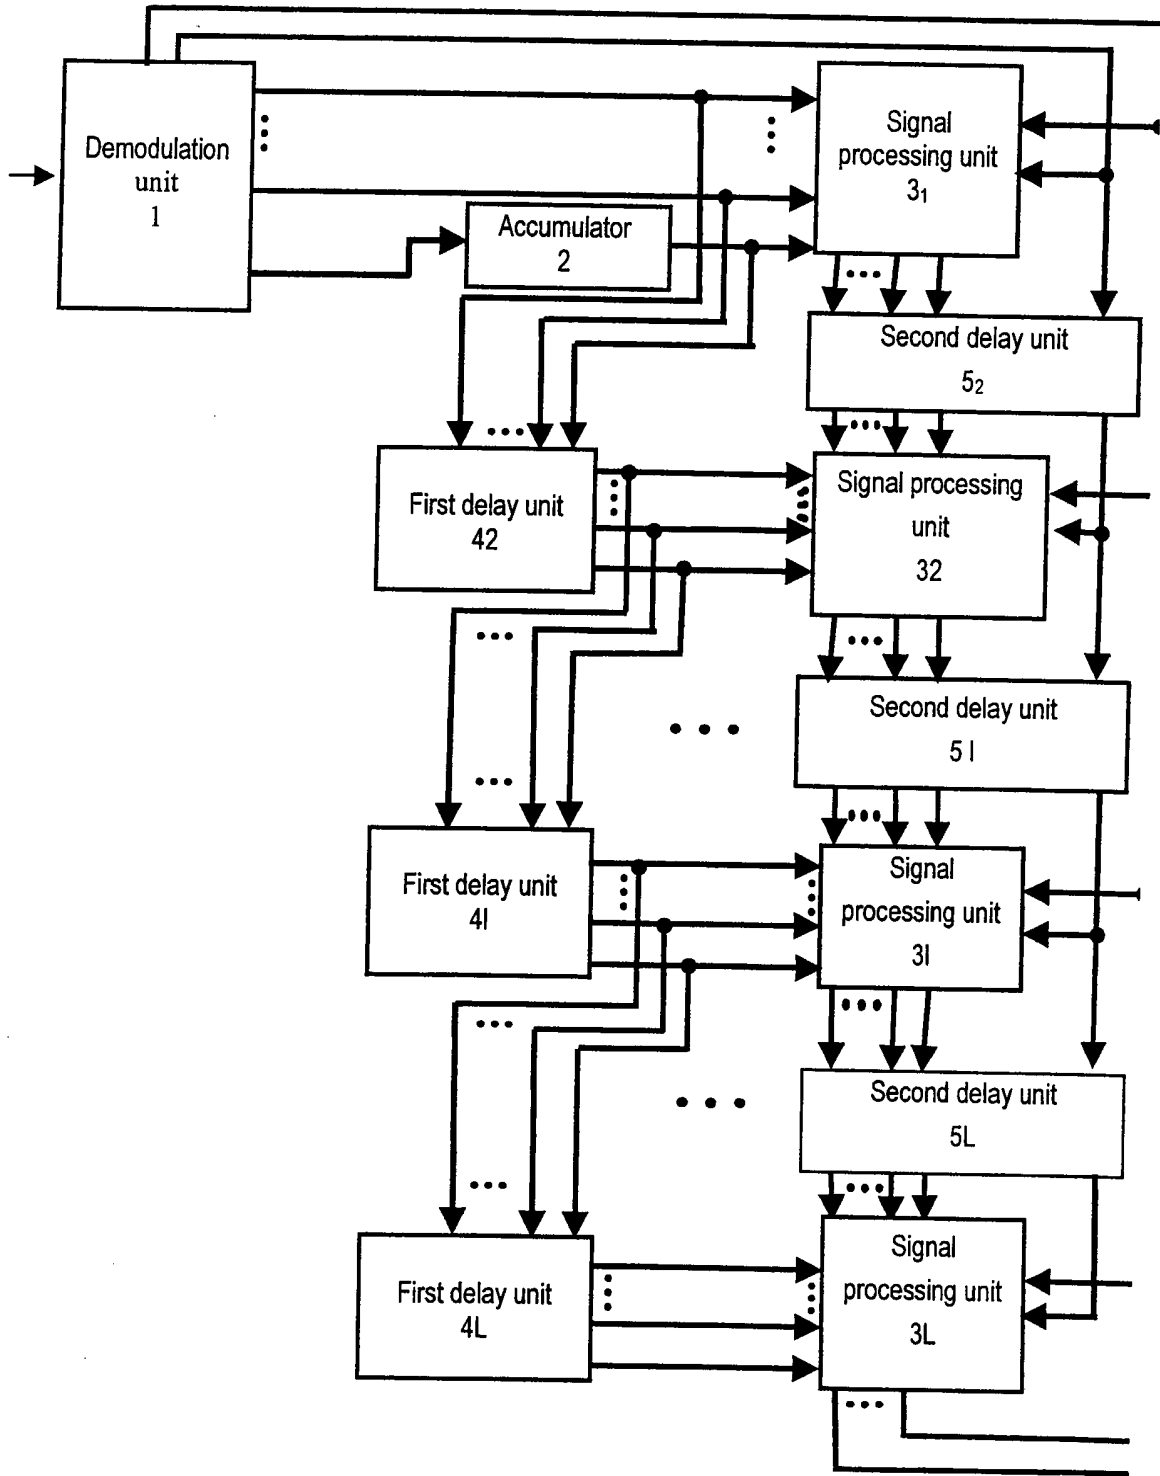 Demodulation
unit
1
Accumulator
2
Signal
processing unit
3₁
Second delay unit
5₂
First delay unit
42
Signal processing
unit
32
Second delay unit
5 I
First delay unit
4I
Signal
processing unit
3I
Second delay unit
5L
First delay unit
4L
Signal
processing unit
3L